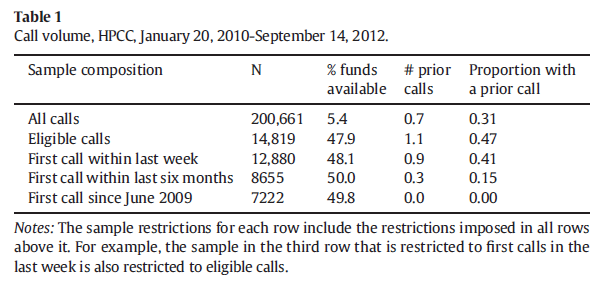 Table 1
Call volume, HPCC, January 20, 2010-September 14, 2012.
Sample composition N % funds available # prior calls Proportion with a prior call
All calls 200,661 5.4 0.7 0.31
Eligible calls 14,819 47.9 1.1 0.47
First call within last week 12,880 48.1 0.9 0.41
First call within last six months 8655 50.0 0.3 0.15
First call since June 2009 7222 49.8 0.0 0.00
Notes: The sample restrictions for each row include the restrictions imposed in all rows
above it. For example, the sample in the third row that is restricted to first calls in the
last week is also restricted to eligible calls.